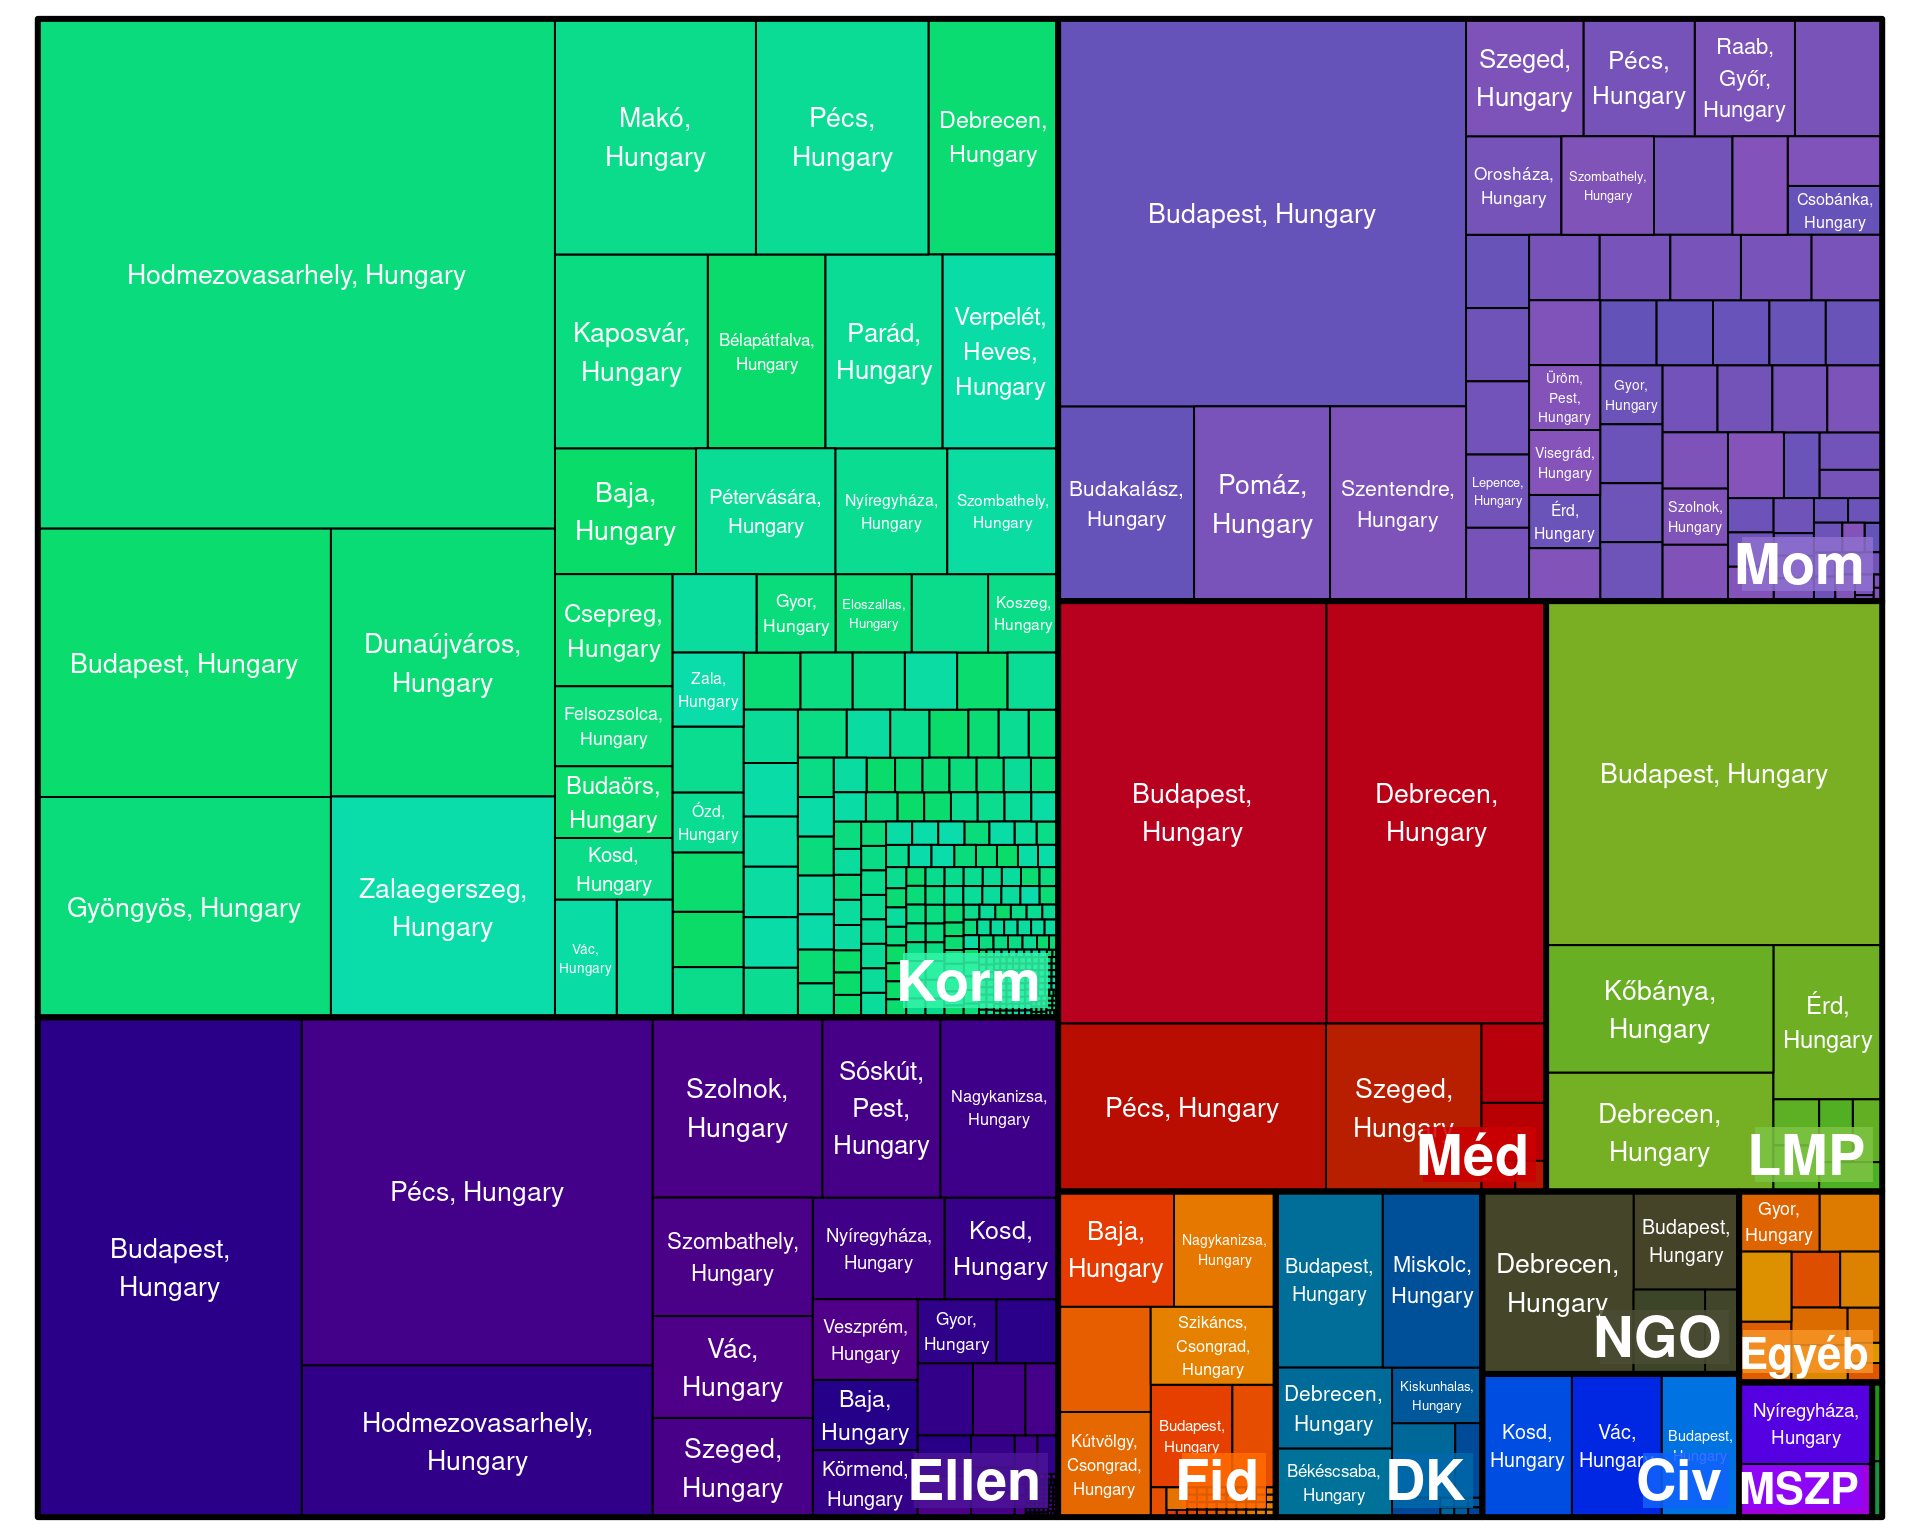 Hodmezovasarhely, Hungary
Makó,
Hungary
Pécs,
Hungary
Debrecen,
Hungary
Kaposvár,
Hungary
Bélapátfalva,
Hungary
Parád,
Hungary
Verpelét,
Heves,
Hungary
Baja,
Hungary
Pétervására,
Hungary
Nyíregyháza,
Hungary
Szombathely,
Hungary
Budapest, Hungary
Dunaújváros,
Hungary
Gyöngyös, Hungary
Zalaegerszeg,
Hungary
Csepreg,
Hungary
Gyor,
Hungary
Eloszallas,
Hungary
Koszeg,
Hungary
Zala,
Hungary
Felsozsolca,
Hungary
Budaörs,
Hungary
Ózd,
Hungary
Kosd,
Hungary
Vác,
Hungary
Korm
Budapest, Hungary
Szeged,
Hungary
Pécs,
Hungary
Raab,
Győr,
Hungary
Orosháza,
Hungary
Szombathely,
Hungary
Csobánka,
Hungary
Budakalász,
Hungary
Pomáz,
Hungary
Szentendre,
Hungary
Üröm,
Pest,
Hungary
Gyor,
Hungary
Visegrád,
Hungary
Lepence,
Hungary
Érd,
Hungary
Szolnok,
Hungary
Mom
Budapest,
Hungary
Debrecen,
Hungary
Pécs, Hungary
Szeged,
Hungary
Méd
Budapest, Hungary
Kőbánya,
Hungary
Érd,
Hungary
Debrecen,
Hungary
LMP
Budapest,
Hungary
Pécs, Hungary
Hodmezovasarhely,
Hungary
Szolnok,
Hungary
Sóskút,
Pest,
Hungary
Nagykanizsa,
Hungary
Szombathely,
Hungary
Nyíregyháza,
Hungary
Kosd,
Hungary
Vác,
Hungary
Veszprém,
Hungary
Gyor,
Hungary
Baja,
Hungary
Szeged,
Hungary
Körmend,
Hungary
Ellen
Baja,
Hungary
Nagykanizsa,
Hungary
Szikáncs,
Csongrad,
Hungary
Kútvölgy,
Csongrad,
Hungary
Budapest,
Hungary
Fid
Budapest,
Hungary
Miskolc,
Hungary
Debrecen,
Hungary
Kiskunhalas,
Hungary
Békéscsaba,
Hungary
DK
Debrecen,
Hungary
Budapest,
Hungary
NGO
Gyor,
Hungary
Egyéb
Kosd,
Hungary
Vác,
Hungary
Budapest,
Hungary
Civ
Nyíregyháza,
Hungary
MSZP